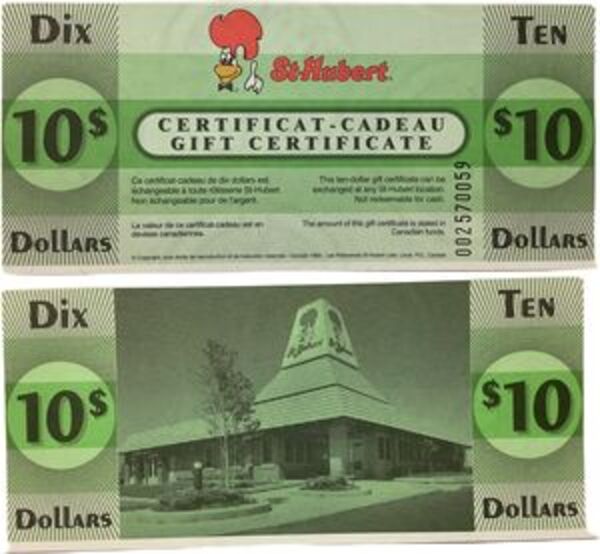 Dix
10$
Dollars
St-Hubert
CERTIFICAT-CADEAU
GIFT CERTIFICATE
Ce certificat-cadeau de dix dollars est
échangeable à toute rôtisserie St-Hubert
Non échangeable pour de l'argent.
This ten-dollar gift certificate can be
exchanged at any St-Hubert location.
Not redeemable for cash.
La valeur de ce certificat-cadeau est en
devises canadiennes.
The amount of this gift certificate is stated in
Canadian funds.
002570059
Ten
$10
Dollars
Dix
10$
Dollars
St-Hubert
Ten
$10
Dollars